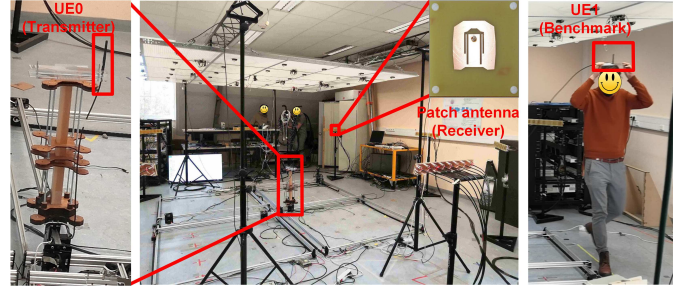 UE0
(Transmitter)
Patch antenna
(Receiver)
UE1
(Benchmark)